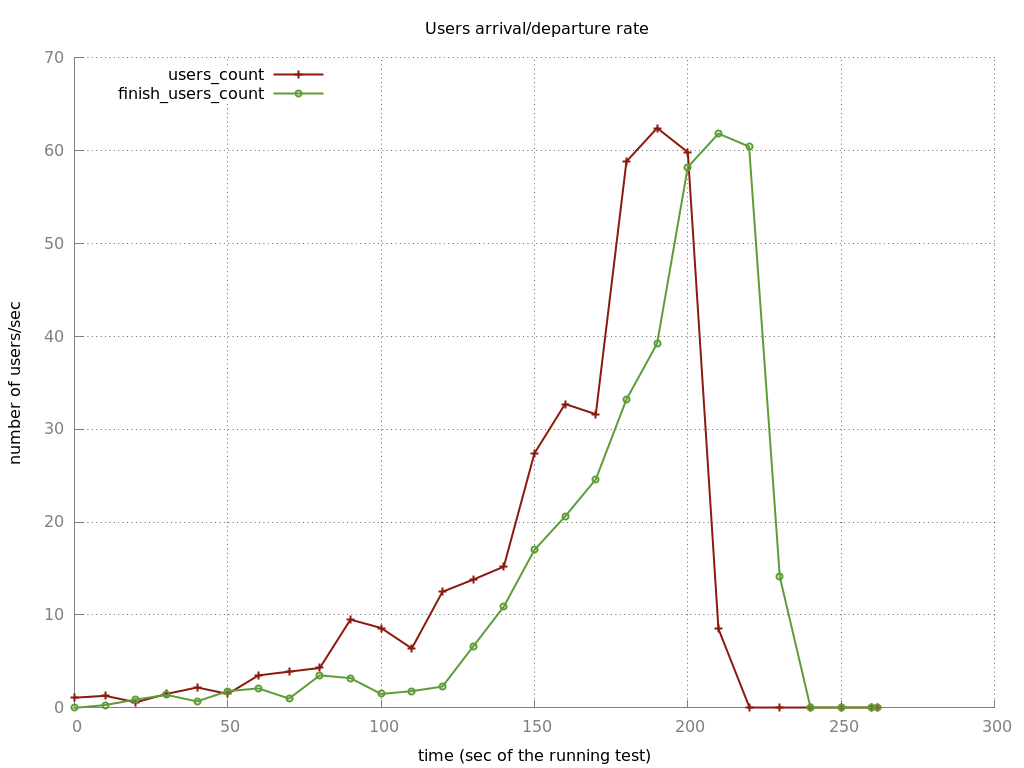 Users arrival/departure rate
70
users_count
finish_users_count
60
50
40
number of users/sec
30
20
10
0
0 50 100 150 200 250 300
time (sec of the running test)